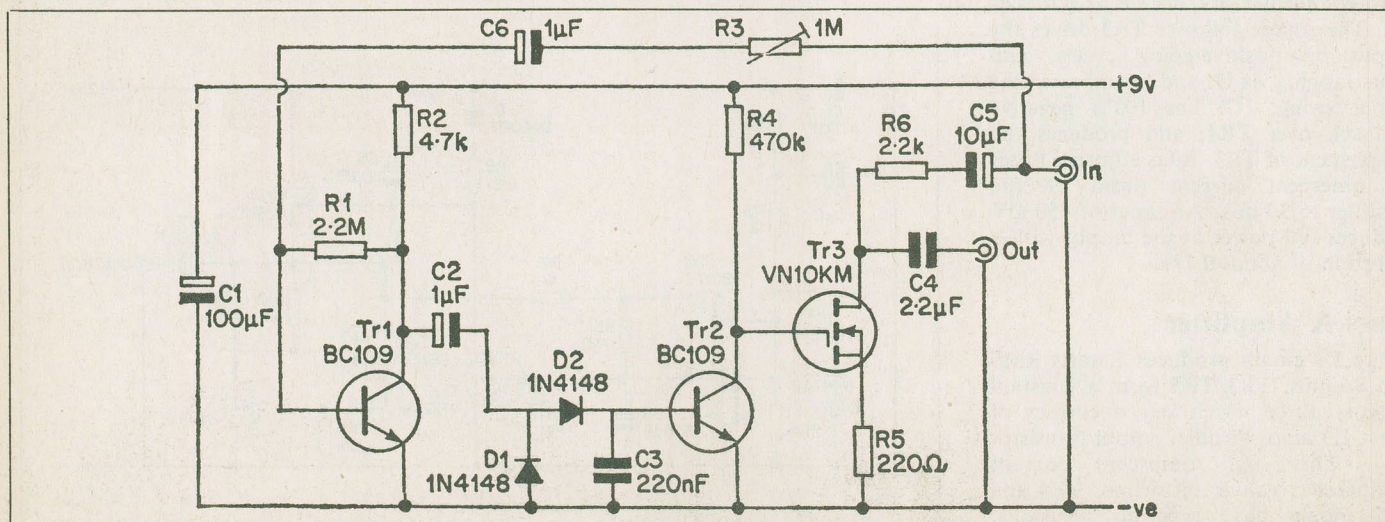 C6
1µF
R3
1M
+9v
R2
4·7k
R4
470k
R6
2·2k
C5
10µF
In
R1
2·2M
Out
C1
100µF
C2
1µF
Tr1
BC109
D2
1N4148
Tr2
BC109
Tr3
VN10KM
C4
2·2µF
D1
1N4148
C3
220nF
R5
220Ω
-ve